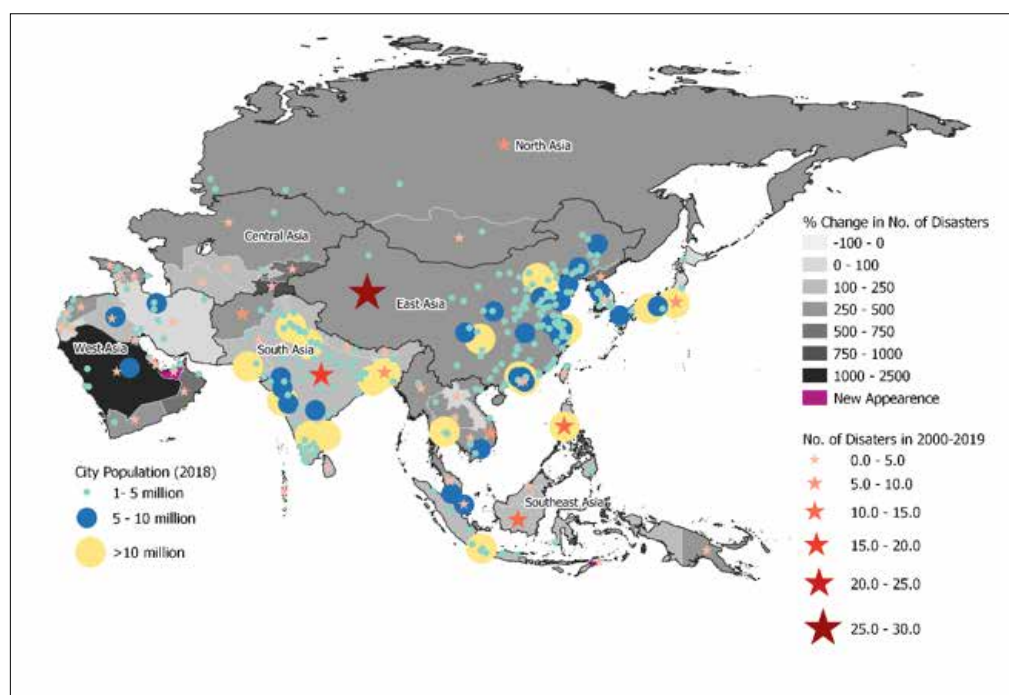 North Asia
Central Asia
East Asia
South Asia
West Asia
Southeast Asia
% Change in No. of Disasters
-100 - 0
0 - 100
100 - 250
250 - 500
500 - 750
750 - 1000
1000 - 2500
New Appearence
No. of Disaters in 2000-2019
0.0 - 5.0
5.0 - 10.0
10.0 - 15.0
15.0 - 20.0
20.0 - 25.0
25.0 - 30.0
City Population (2018)
1- 5 million
5 - 10 million
>10 million